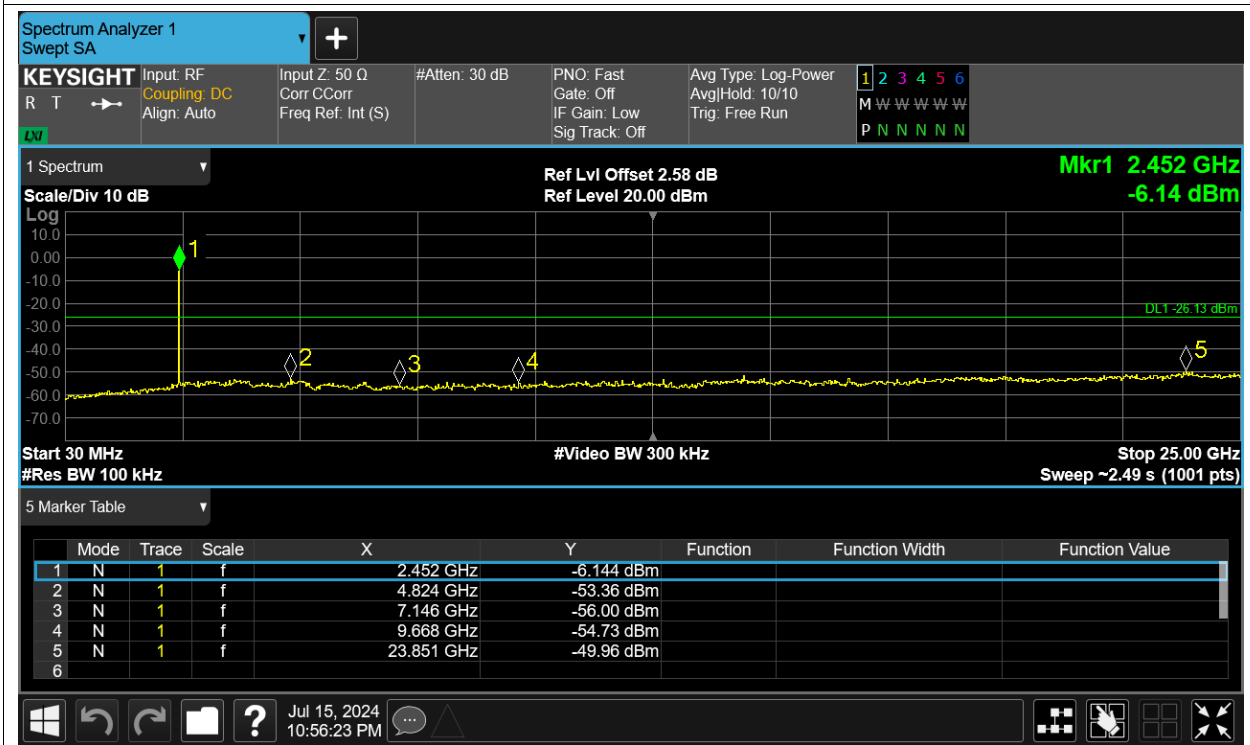 Spectrum Analyzer 1
Swept SA
KEYSIGHT
R T
LXI
Input: RF
Coupling: DC
Align: Auto
Input Z: 50 Ω
Corr CCorr
Freq Ref: Int (S)
#Atten: 30 dB
PNO: Fast
Gate: Off
IF Gain: Low
Sig Track: Off
Avg Type: Log-Power
Avg|Hold: 10/10
Trig: Free Run
1 2 3 4 5 6
M W W W W W
P N N N N N
1 Spectrum
Scale/Div 10 dB
Ref Lvl Offset 2.58 dB
Ref Level 20.00 dBm
Mkr1 2.452 GHz
-6.14 dBm
Log
10.0
0.00
-10.0
-20.0
-30.0
-40.0
-50.0
-60.0
-70.0
1
2
3
4
5
DL1 -26.13 dBm
Start 30 MHz
#Video BW 300 kHz
Stop 25.00 GHz
#Res BW 100 kHz
Sweep ~2.49 s (1001 pts)
5 Marker Table
Mode Trace Scale X Y Function Function Width Function Value
1 N 1 f 2.452 GHz -6.144 dBm
2 N 1 f 4.824 GHz -53.36 dBm
3 N 1 f 7.146 GHz -56.00 dBm
4 N 1 f 9.668 GHz -54.73 dBm
5 N 1 f 23.851 GHz -49.96 dBm
6
?
Jul 15, 2024
10:56:23 PM